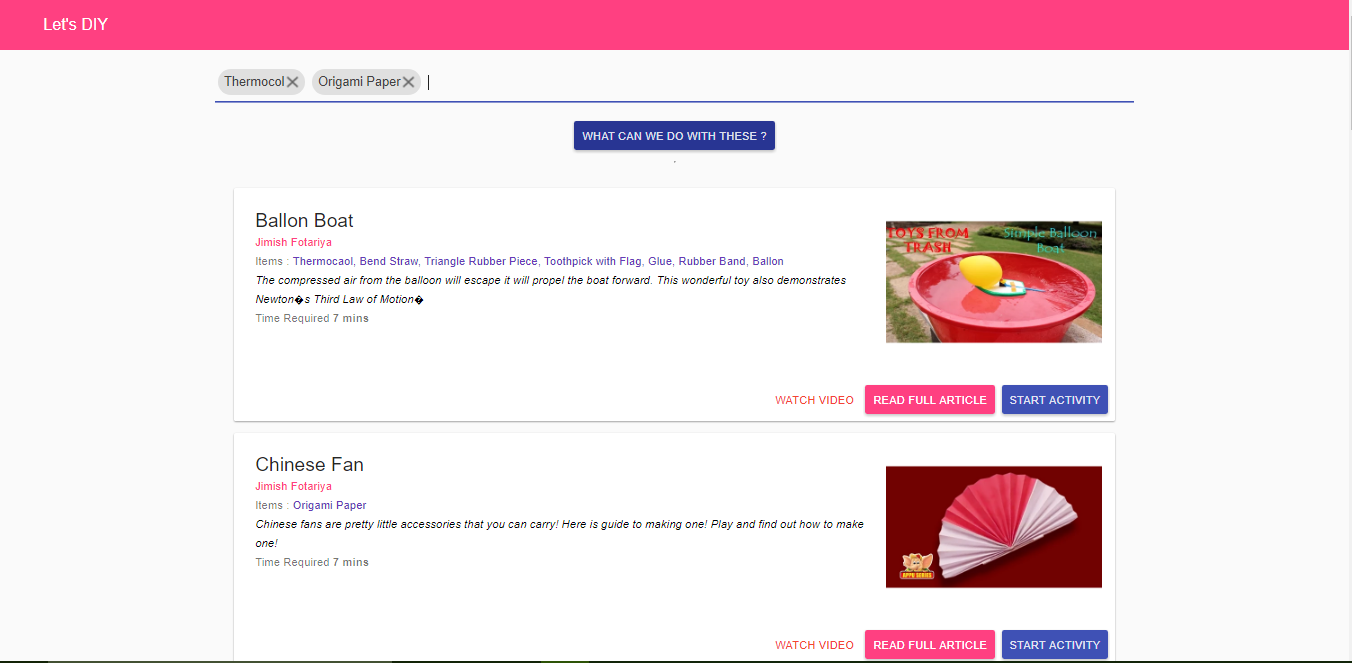 Let's DIY
Thermocol Origami Paper
WHAT CAN WE DO WITH THESE ?
Ballon Boat
Jimish Fotariya
Items : Thermocaol, Bend Straw, Triangle Rubber Piece, Toothpick with Flag, Glue, Rubber Band, Ballon
The compressed air from the balloon will escape it will propel the boat forward. This wonderful toy also demonstrates
Newton�s Third Law of Motion�
Time Required 7 mins
TOYS FROM
TRASH
Simple Balloon
Boat
WATCH VIDEO READ FULL ARTICLE START ACTIVITY
Chinese Fan
Jimish Fotariya
Items : Origami Paper
Chinese fans are pretty little accessories that you can carry! Here is guide to making one! Play and find out how to make
one!
Time Required 7 mins
APPU SERIES
WATCH VIDEO READ FULL ARTICLE START ACTIVITY